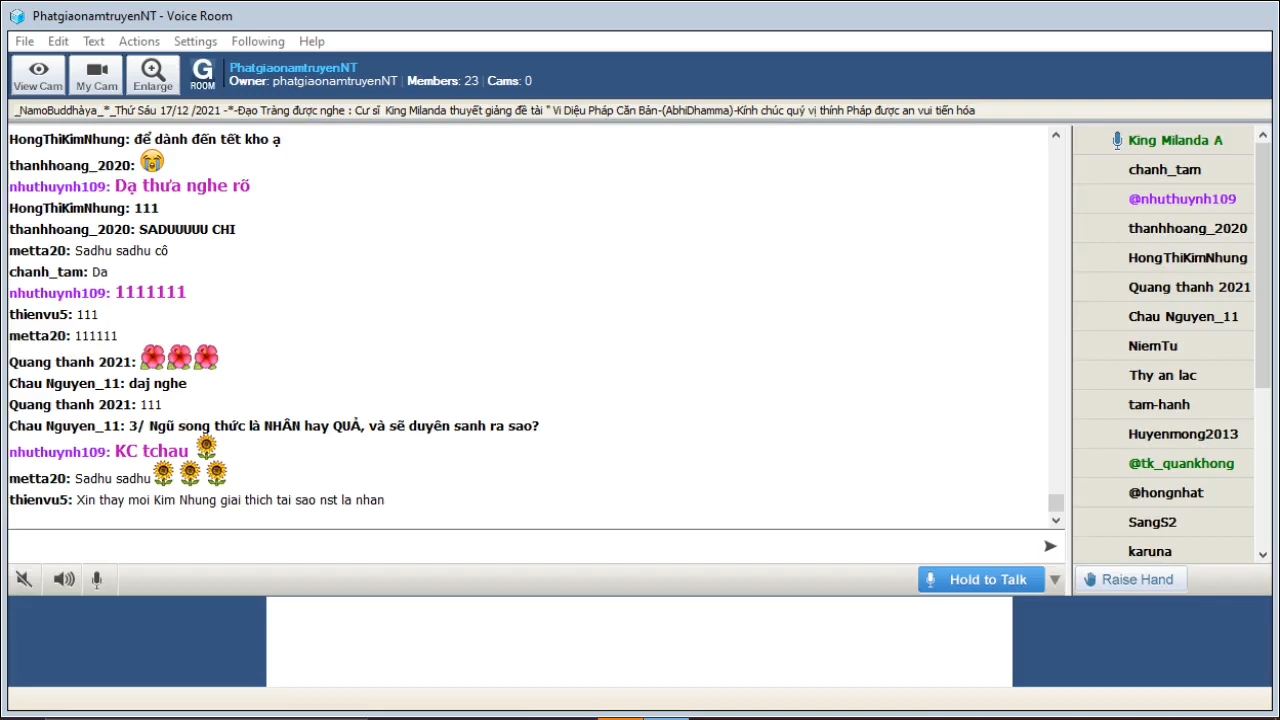 PhatgiaonamtruyenNT - Voice Room
File Edit Text Actions Settings Following Help
View Cam My Cam Enlarge G ROOM
PhatgiaonamtruyenNT
Owner: phatgiaonamtruyenNT | Members: 23 | Cams: 0
_NamoBuddhàya_*_Thứ Sáu 17/12 /2021 -*-Đạo Tràng được nghe : Cư sĩ King Milanda thuyết giảng đề tài " Vi Diệu Pháp Căn Bản-(AbhiDhamma)-Kính chúc quý vị thính Pháp được an vui tiến hóa
HongThiKimNhung: để dành đến tết kho ạ
thanhhoang_2020:
nhuthuynh109: Dạ thưa nghe rõ
HongThiKimNhung: 111
thanhhoang_2020: SADUUUUU CHI
metta20: Sadhu sadhu cô
chanh_tam: Da
nhuthuynh109: 1111111
thienvu5: 111
metta20: 111111
Quang thanh 2021:
Chau Nguyen_11: daj nghe
Quang thanh 2021: 111
Chau Nguyen_11: 3/ Ngũ song thức là NHÂN hay QUẢ, và sẽ duyên sanh ra sao?
nhuthuynh109: KC tchau
metta20: Sadhu sadhu
thienvu5: Xin thay moi Kim Nhung giai thich tai sao nst la nhan
King Milanda A
chanh_tam
@nhuthuynh109
thanhhoang_2020
HongThiKimNhung
Quang thanh 2021
Chau Nguyen_11
NiemTu
Thy an lac
tam-hanh
Huyenmong2013
@tk_quankhong
@hongnhat
SangS2
karuna
Hold to Talk
Raise Hand